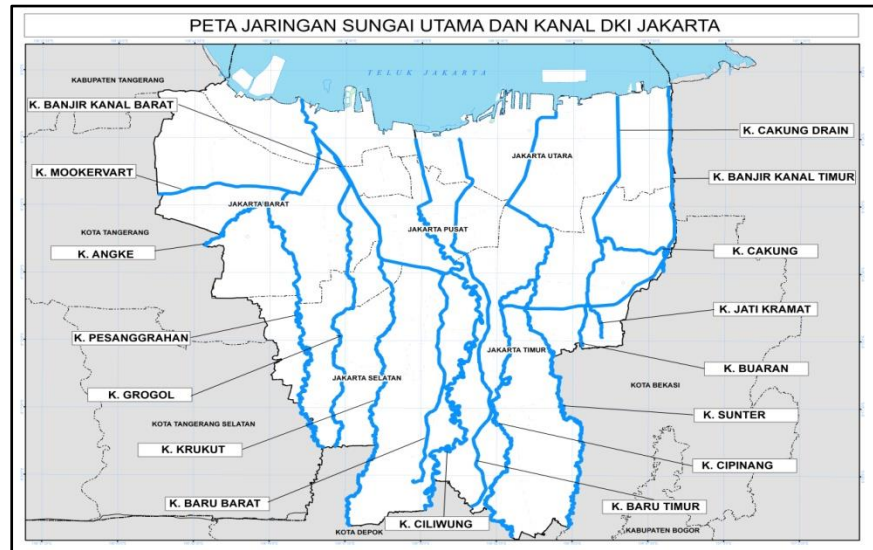 PETA JARINGAN SUNGAI UTAMA DAN KANAL DKI JAKARTA
KABUPATEN TANGERANG
TELUK JAKARTA
K. BANJIR KANAL BARAT
K. CAKUNG DRAIN
JAKARTA UTARA
K. MOOKERVART
K. BANJIR KANAL TIMUR
JAKARTA BARAT
KOTA TANGERANG
JAKARTA PUSAT
K. ANGKE
K. CAKUNG
K. JATI KRAMAT
K. PESANGGRAHAN
JAKARTA TIMUR
K. BUARAN
JAKARTA SELATAN
KOTA BEKASI
K. GROGOL
K. SUNTER
KOTA TANGERANG SELATAN
K. KRUKUT
K. CIPINANG
K. BARU BARAT
K. BARU TIMUR
K. CILIWUNG
KOTA DEPOK
KABUPATEN BOGOR